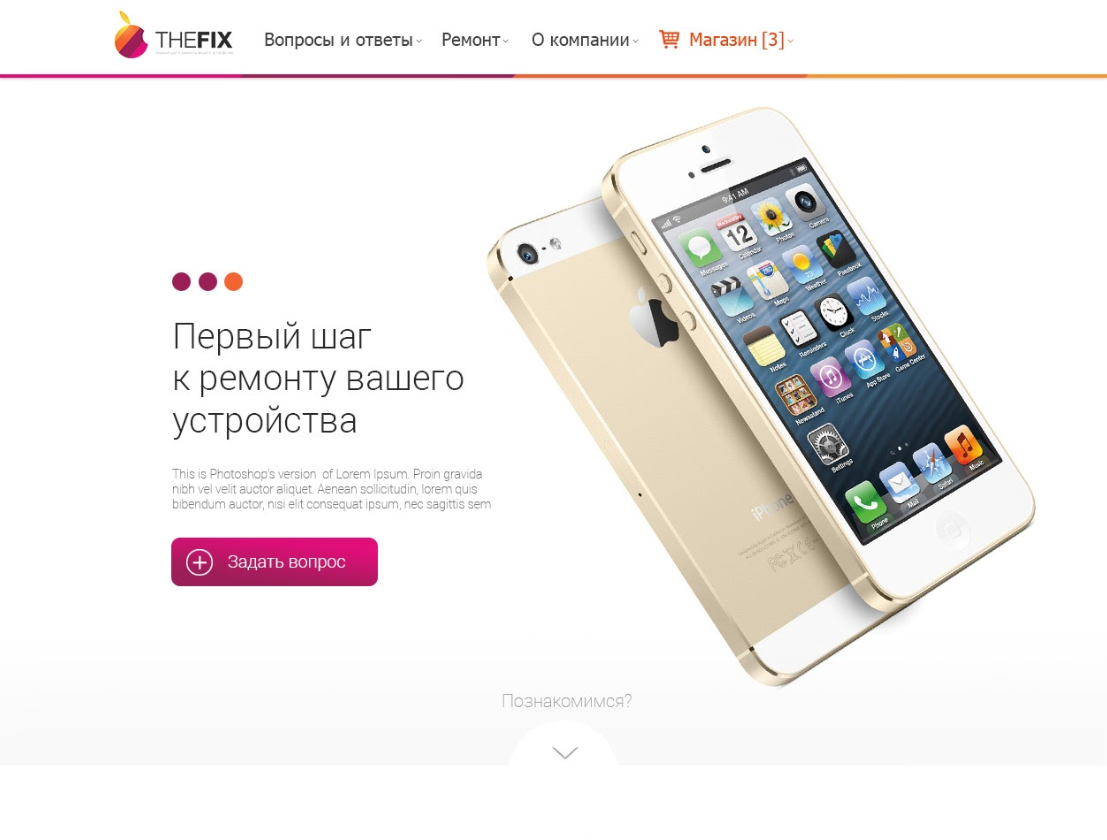 THEFIX
Вопросы и ответы
Ремонт
О компании
Магазин [3]
Первый шаг
к ремонту вашего
устройства
This is Photoshop's version of Lorem Ipsum. Proin gravida
nibh vel velit auctor aliquet. Aenean sollicitudin, lorem quis
bibendum auctor, nisi elit consequat ipsum, nec sagittis sem
Задать вопрос
9:41 AM
Messages
12
Calendar
Photos
Camera
Videos
Maps
Weather
Passbook
Notes
Reminders
Clock
Stocks
Newsstand
iTunes
App Store
Game Center
Settings
Phone
Mail
Safari
Music
iPhone
Познакомимся?